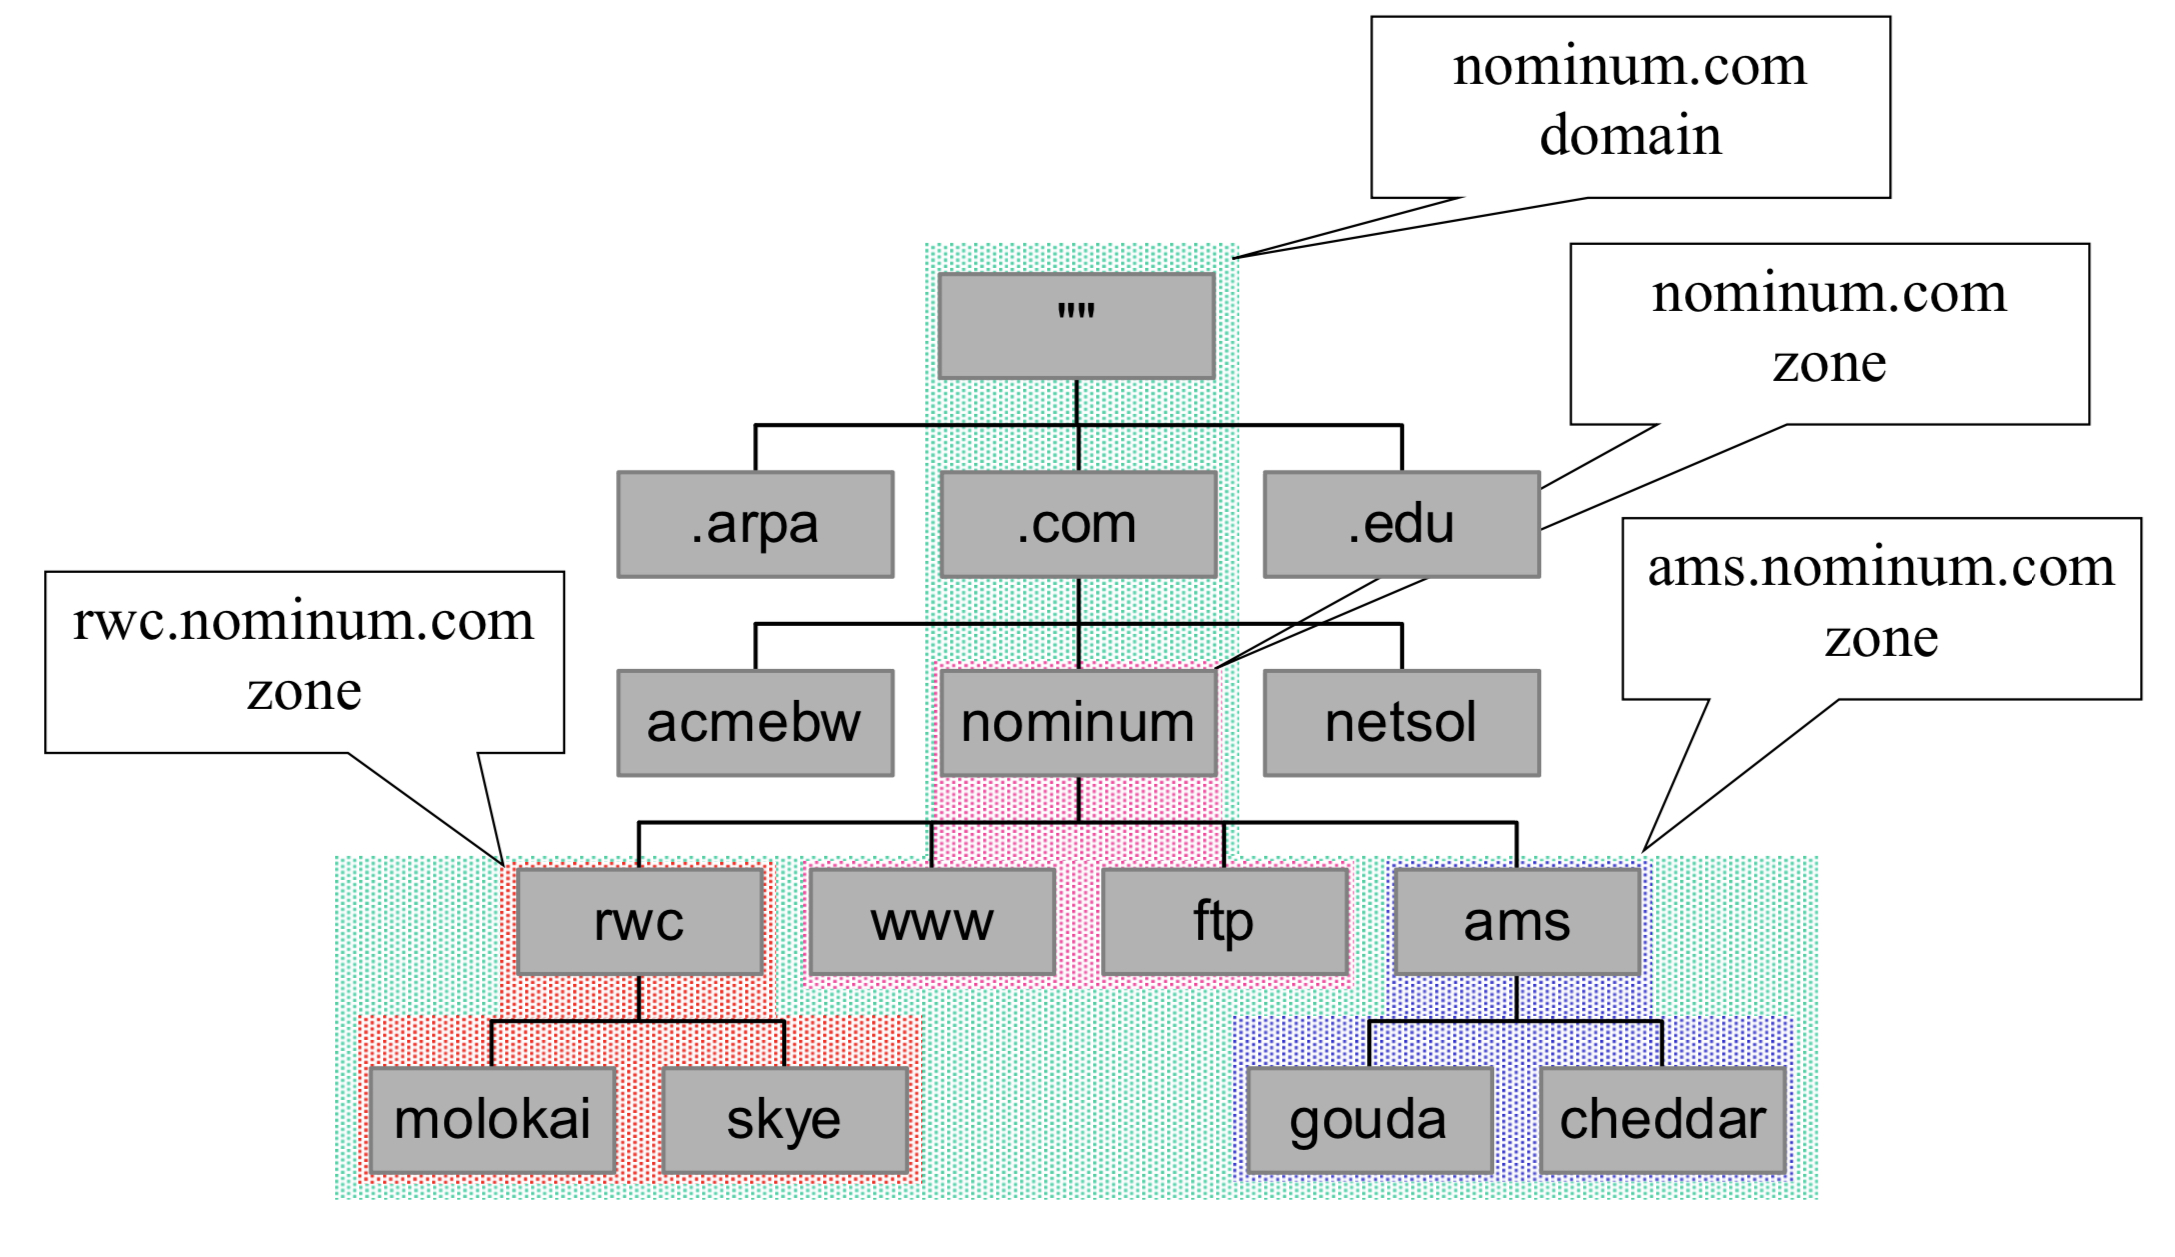 nominum.com
domain
""
nominum.com
zone
.arpa
.com
.edu
ams.nominum.com
zone
rwc.nominum.com
zone
acmebw
nominum
netsol
rwc
www
ftp
ams
molokai
skye
gouda
cheddar